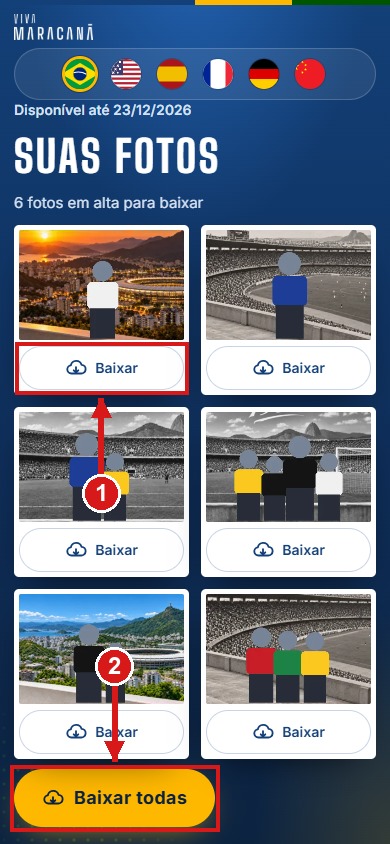 VIVA
MARACANÃ
Disponível até 23/12/2026
SUAS FOTOS
6 fotos em alta para baixar
Baixar
Baixar
1
Baixar
Baixar
2
Baixar
Baixar
Baixar todas